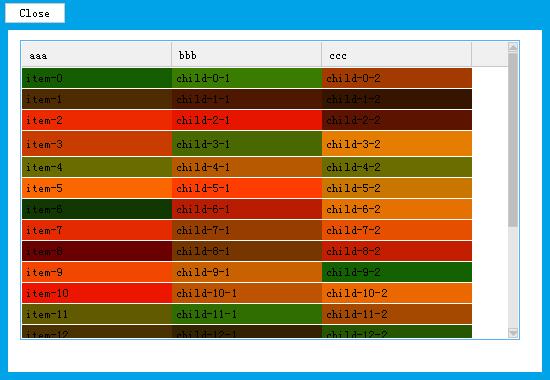 Close
aaa bbb ccc
item-0 child-0-1 child-0-2
item-1 child-1-1 child-1-2
item-2 child-2-1 child-2-2
item-3 child-3-1 child-3-2
item-4 child-4-1 child-4-2
item-5 child-5-1 child-5-2
item-6 child-6-1 child-6-2
item-7 child-7-1 child-7-2
item-8 child-8-1 child-8-2
item-9 child-9-1 child-9-2
item-10 child-10-1 child-10-2
item-11 child-11-1 child-11-2
item-12 child-12-1 child-12-2